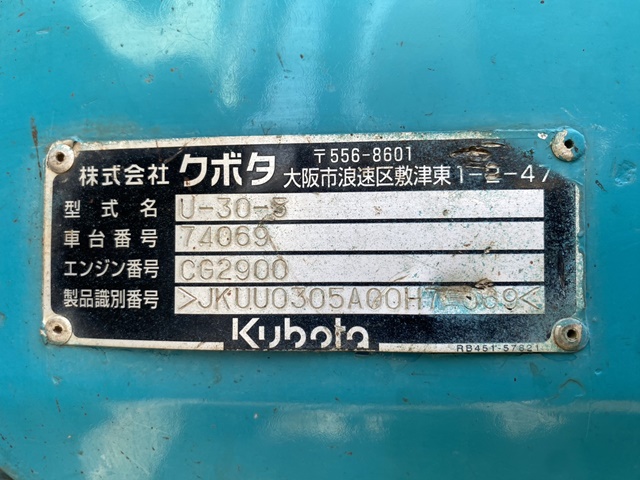 株式会社 クボタ 〒556-8601
大阪市浪速区敷津東1-2-47
型式名 U-30-5
車台番号 74069
エンジン番号 CG2900
製品識別番号 >JKUU0305A00H74069<
Kubota
RB451-57621